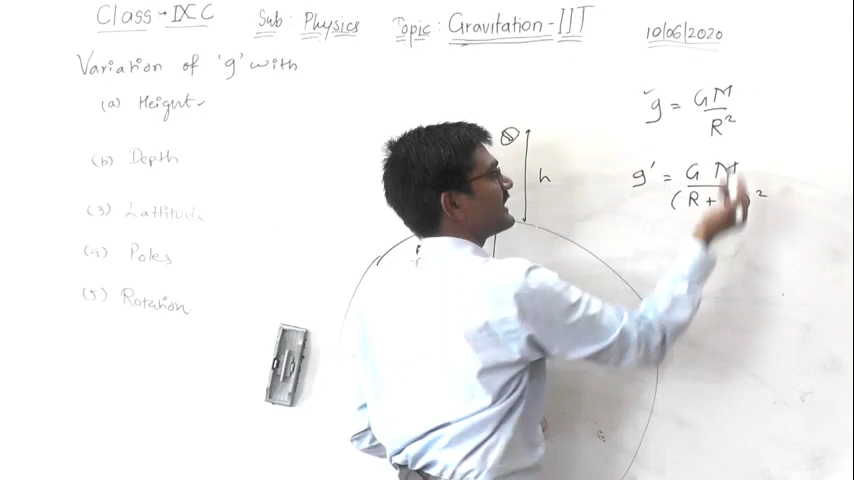 Class - IX C Sub : Physics Topic : Gravitation - IIT 10/06/2020
Variation of 'g' with
(a) Height
(b) Depth
(3) Lattitude
(4) Poles
(5) Rotation.
h
g = GM
R²
g' = G M
(R + )²